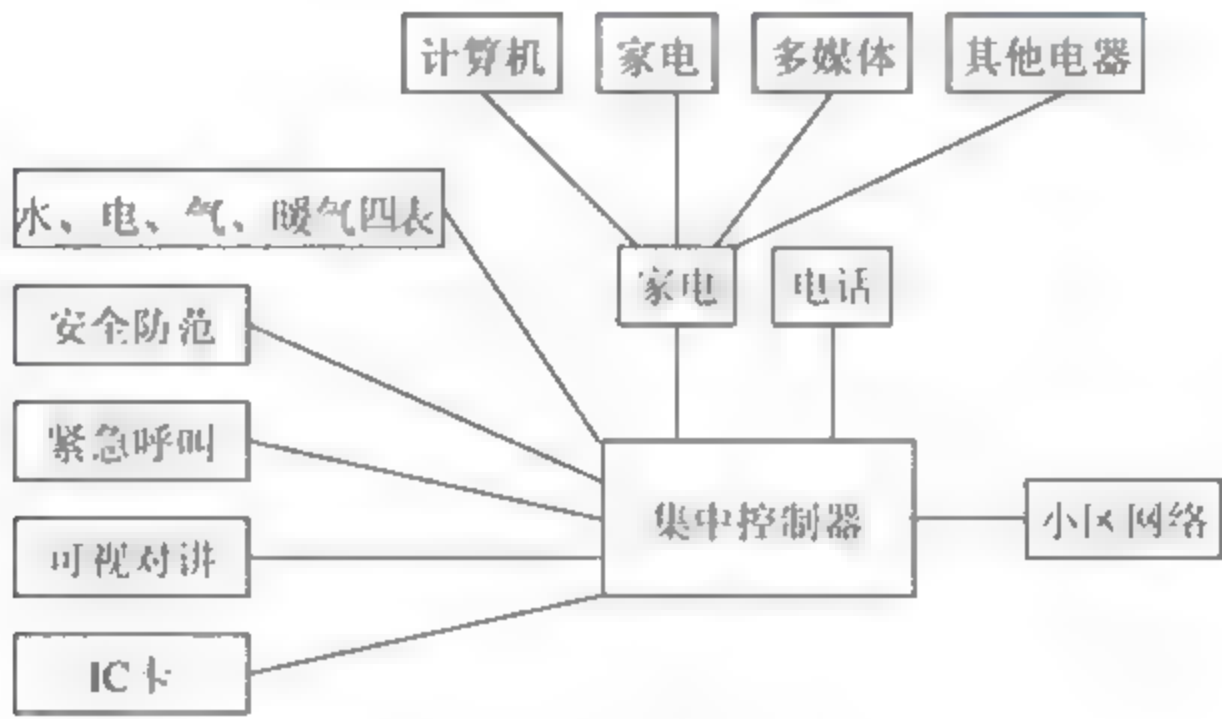 计算机
家电
多媒体
其他电器
水、电、气、暖气四表
家电
电话
安全防范
紧急呼叫
集中控制器
小区网络
可视对讲
IC卡